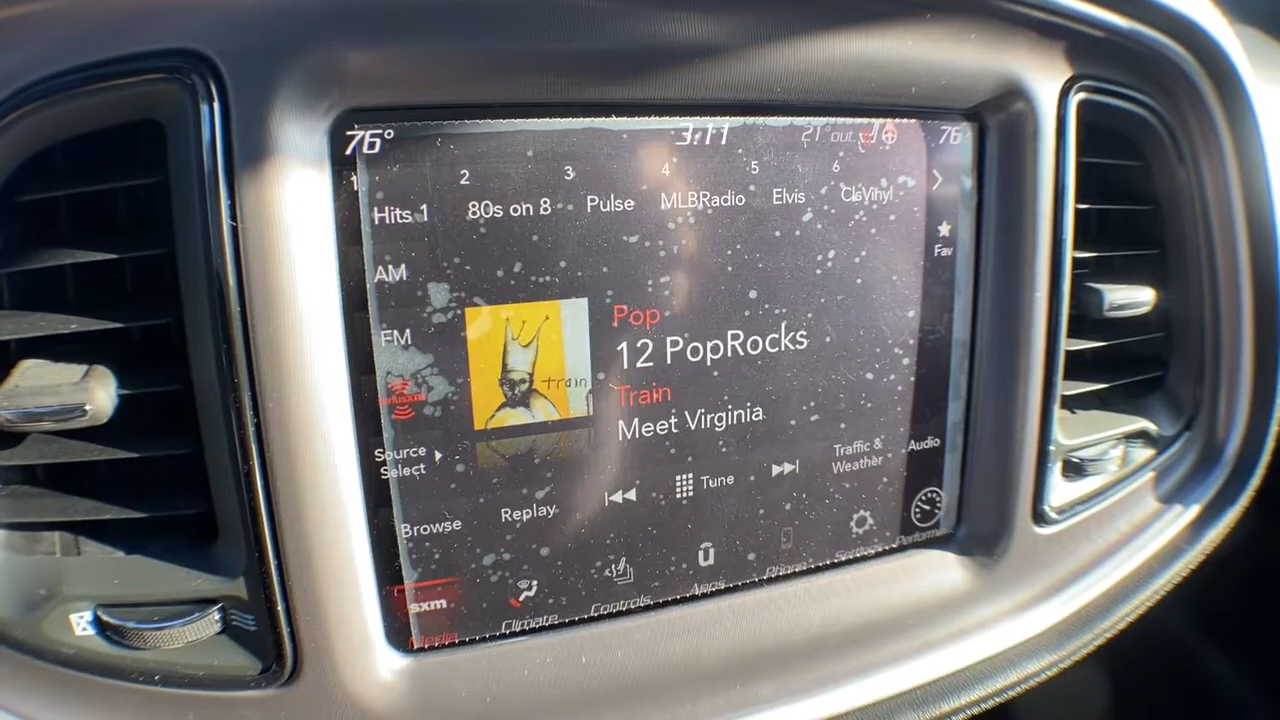 76° 3:11 21° out 76
1 2 3 4 5 6
Hits 1 80s on 8 Pulse MLBRadio Elvis ClsVinyl
Fav
AM
FM
siriusxm
train
Pop
12 PopRocks
Train
Meet Virginia
Source
Select
Browse
Replay
Tune
Traffic &
Weather
Audio
sxm
Media
Climate
Controls
Apps
Phone
Settings